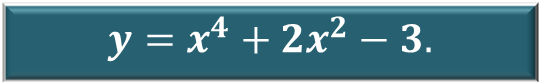 y = x⁴ + 2x² − 3.